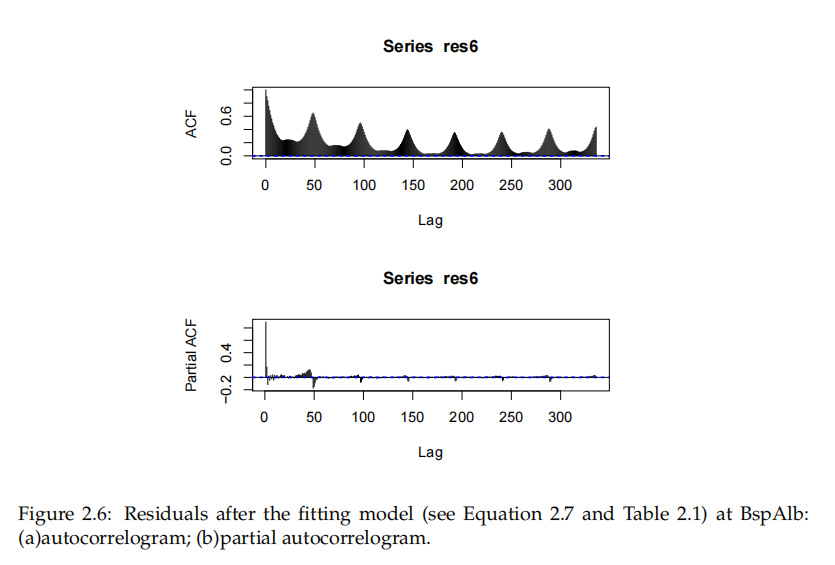 Series res6
ACF
0.0 0.6
0 50 100 150 200 250 300
Lag
Series res6
Partial ACF
−0.2 0.4
0 50 100 150 200 250 300
Lag
Figure 2.6: Residuals after the fitting model (see Equation 2.7 and Table 2.1) at BspAlb:
(a)autocorrelogram; (b)partial autocorrelogram.